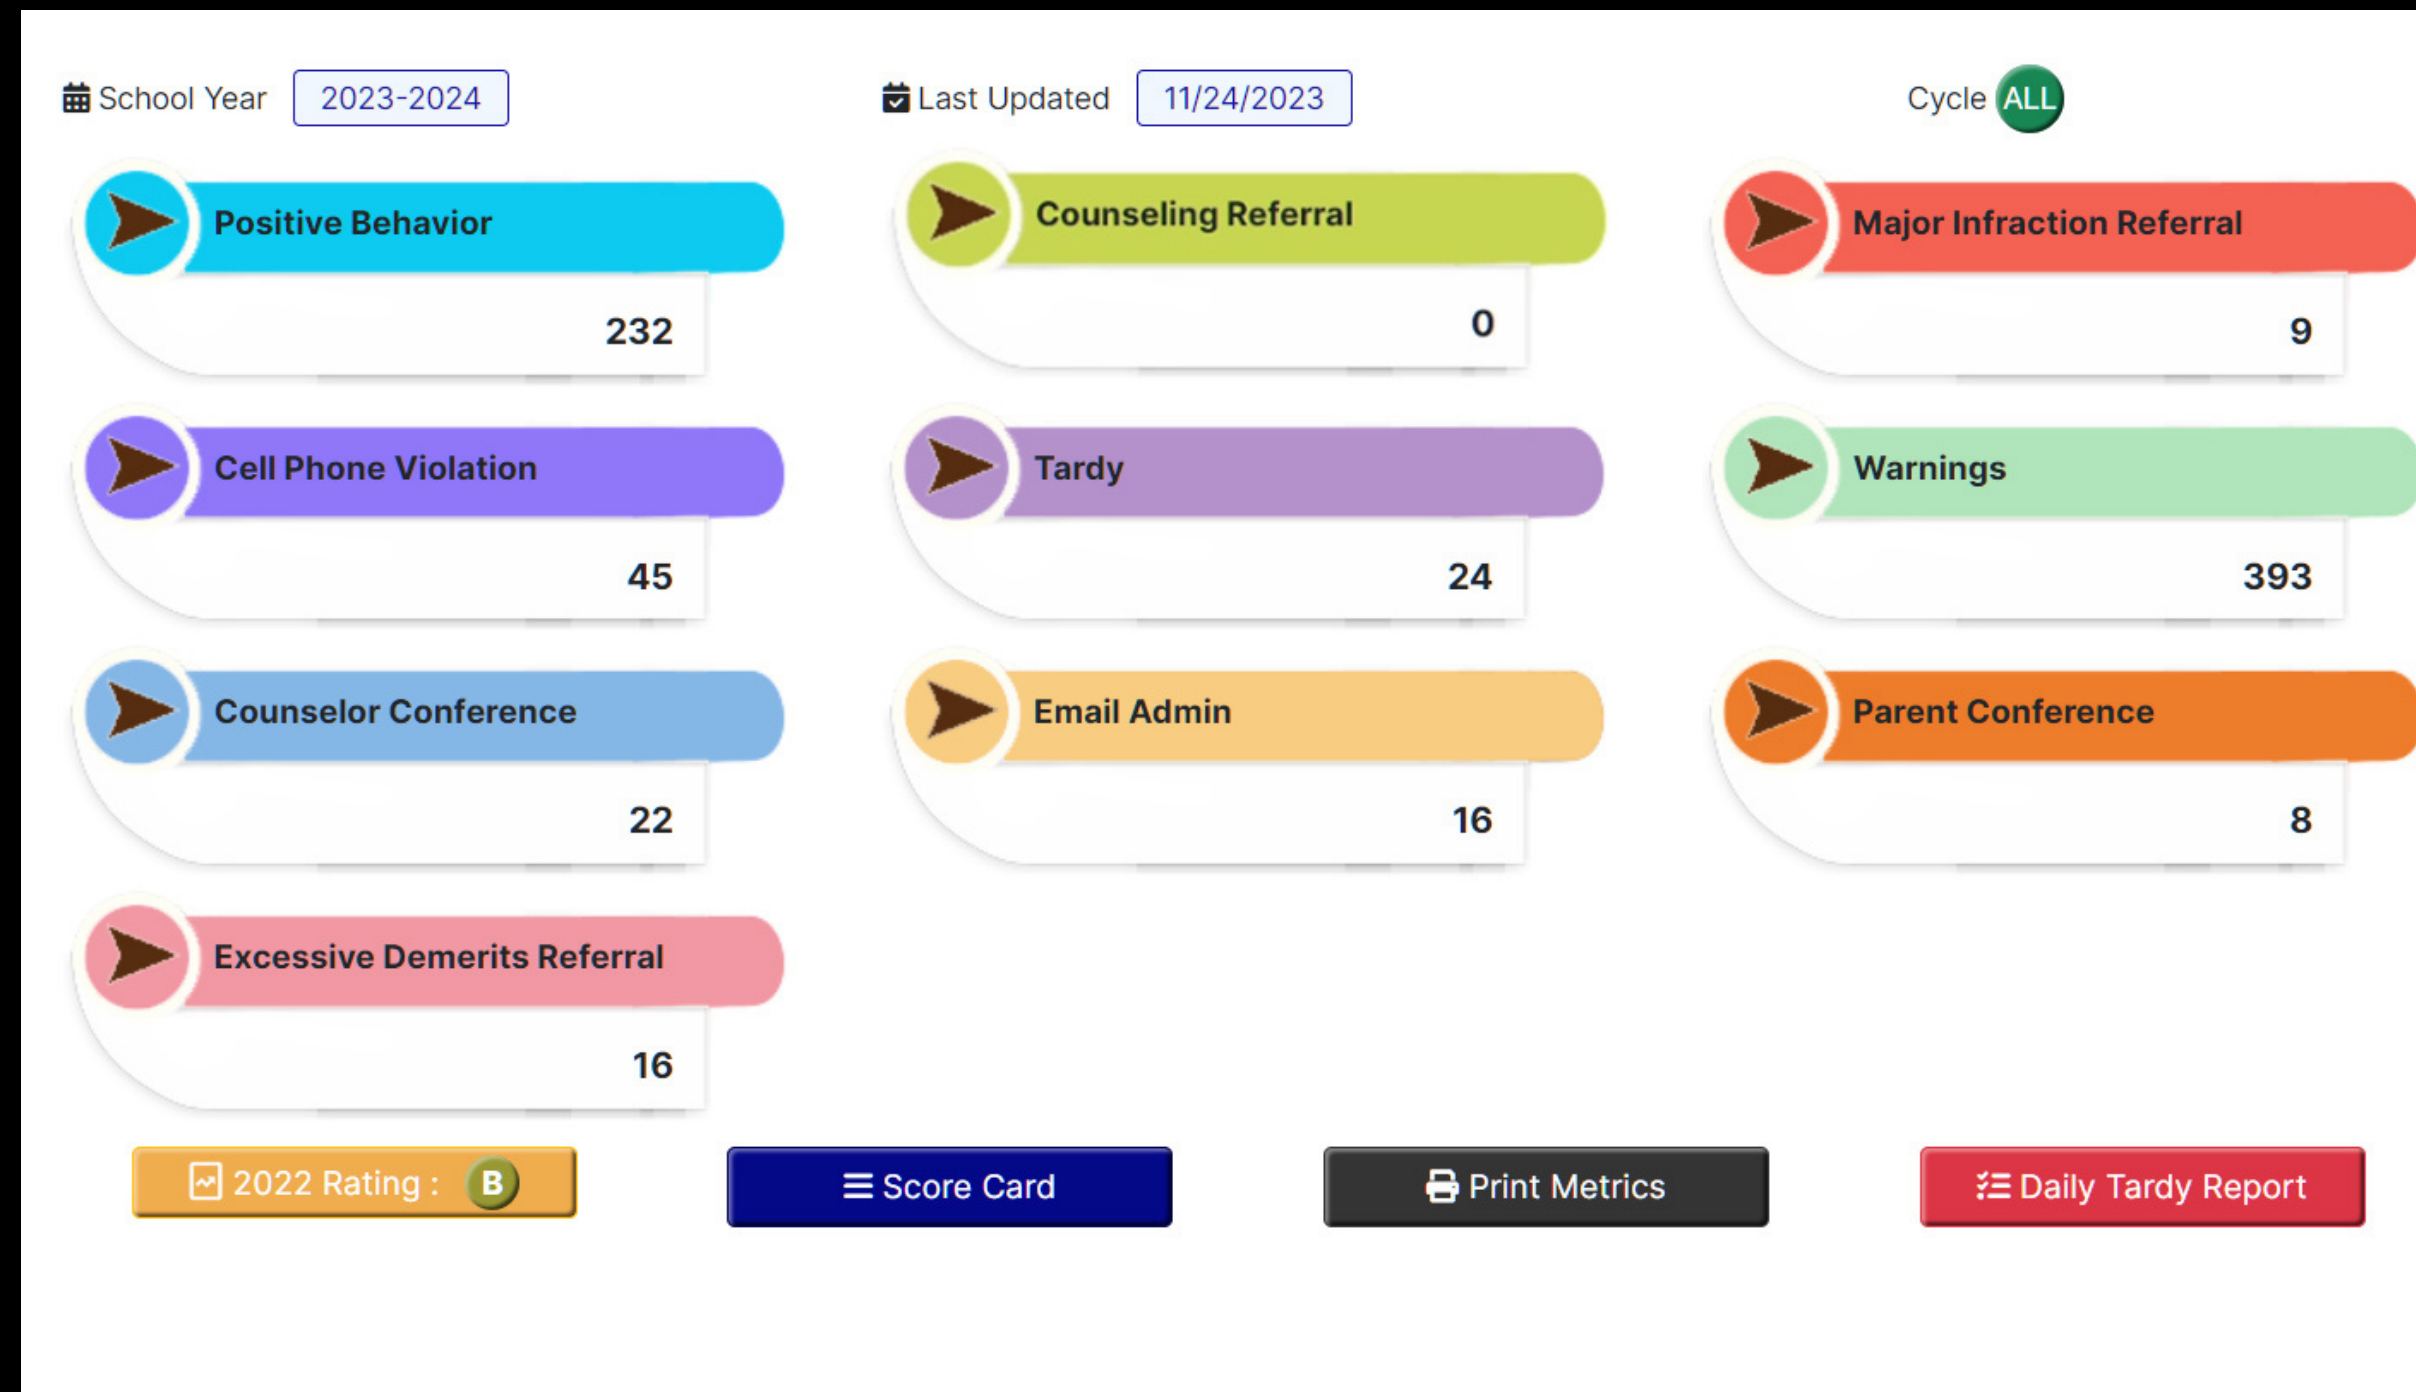 School Year 2023-2024
Last Updated 11/24/2023
Cycle ALL
Positive Behavior
232
Counseling Referral
0
Major Infraction Referral
9
Cell Phone Violation
45
Tardy
24
Warnings
393
Counselor Conference
22
Email Admin
16
Parent Conference
8
Excessive Demerits Referral
16
2022 Rating : B
Score Card
Print Metrics
Daily Tardy Report